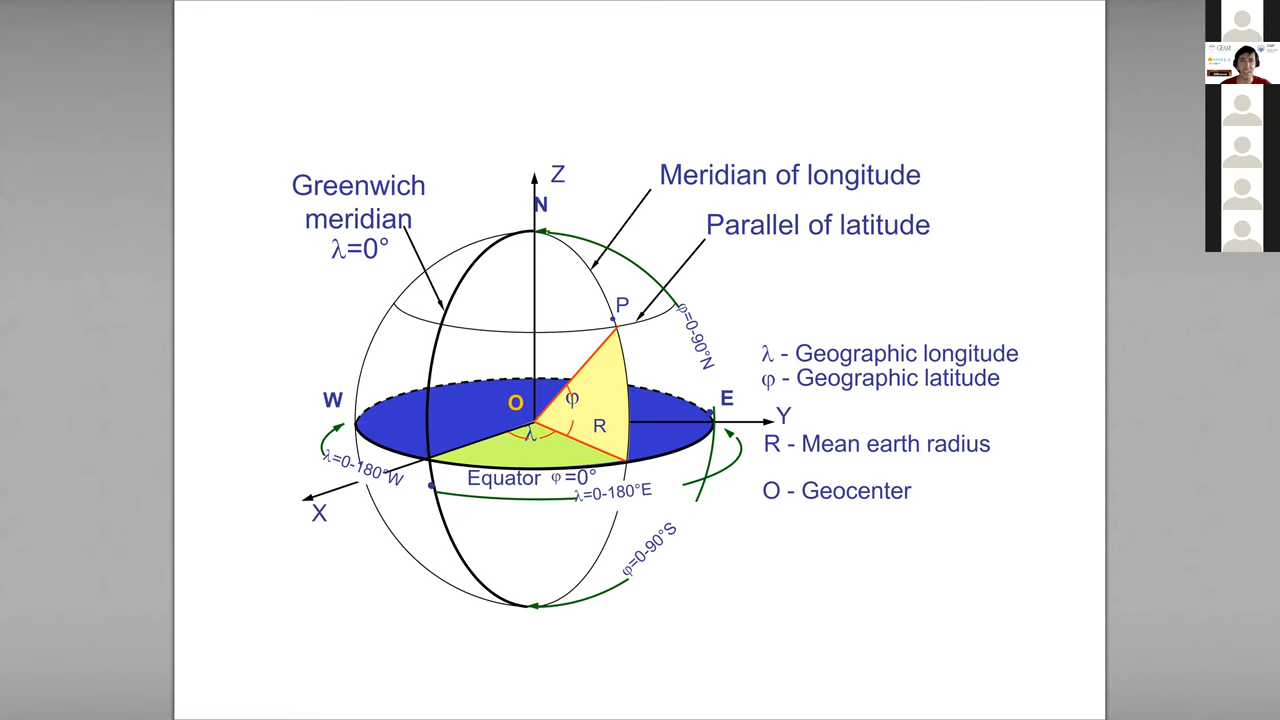 Greenwich
meridian
λ=0°
Z
N
Meridian of longitude
Parallel of latitude
P
φ=0-90°N
λ - Geographic longitude
φ - Geographic latitude
W
O
φ
E
Y
R
λ
R - Mean earth radius
λ=0-180°W
Equator φ=0°
λ=0-180°E
O - Geocenter
X
φ=0-90°S
GEAM